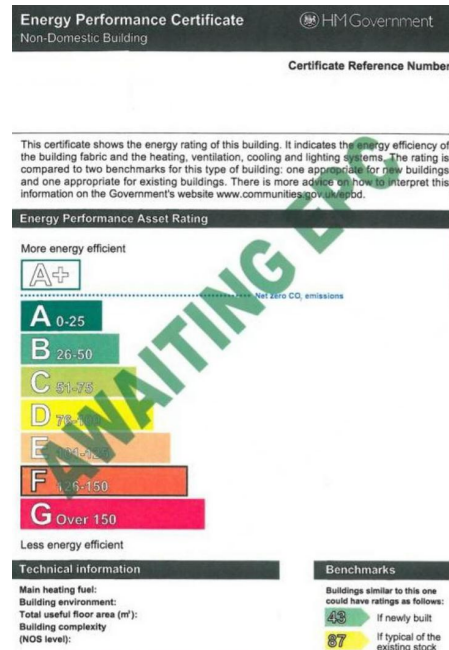 Energy Performance Certificate
HM Government
Non-Domestic Building
Certificate Reference Number
This certificate shows the energy rating of this building. It indicates the energy efficiency of
the building fabric and the heating, ventilation, cooling and lighting systems. The rating is
compared to two benchmarks for this type of building: one appropriate for new buildings
and one appropriate for existing buildings. There is more advice on how to interpret this
information on the Government's website www.communities.gov.uk/epbd.
Energy Performance Asset Rating
More energy efficient
A+
Net zero CO₂ emissions
A 0-25
B 26-50
C 51-75
D 76-100
E 101-125
F 126-150
G Over 150
AWAITING EPC
Less energy efficient
Technical information
Main heating fuel:
Building environment:
Total useful floor area (m²):
Building complexity
(NOS level):
Benchmarks
Buildings similar to this one
could have ratings as follows:
43 If newly built
87 If typical of the
existing stock